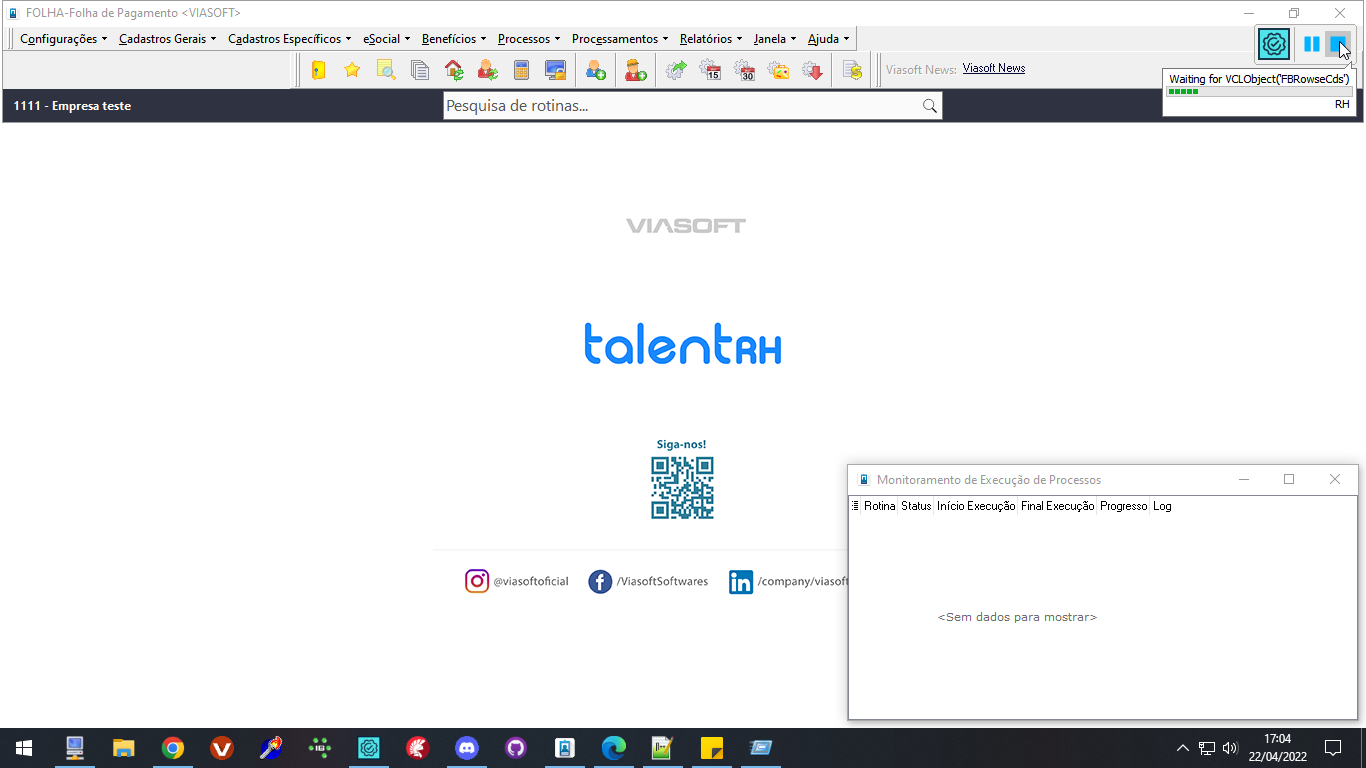 FOLHA-Folha de Pagamento <VIASOFT>
Configurações Cadastros Gerais Cadastros Específicos eSocial Benefícios Processos Processamentos Relatórios Janela Ajuda
Viasoft News: Viasoft News
15
30
Waiting for VCLObject('FBRowseCds')
RH
1111 - Empresa teste
Pesquisa de rotinas...
VIASOFT
talentRH
Siga-nos!
@viasoftoficial
/ViasoftSoftwares
/company/viasoft
Monitoramento de Execução de Processos
Rotina Status Início Execução Final Execução Progresso Log
<Sem dados para mostrar>
17:04
22/04/2022